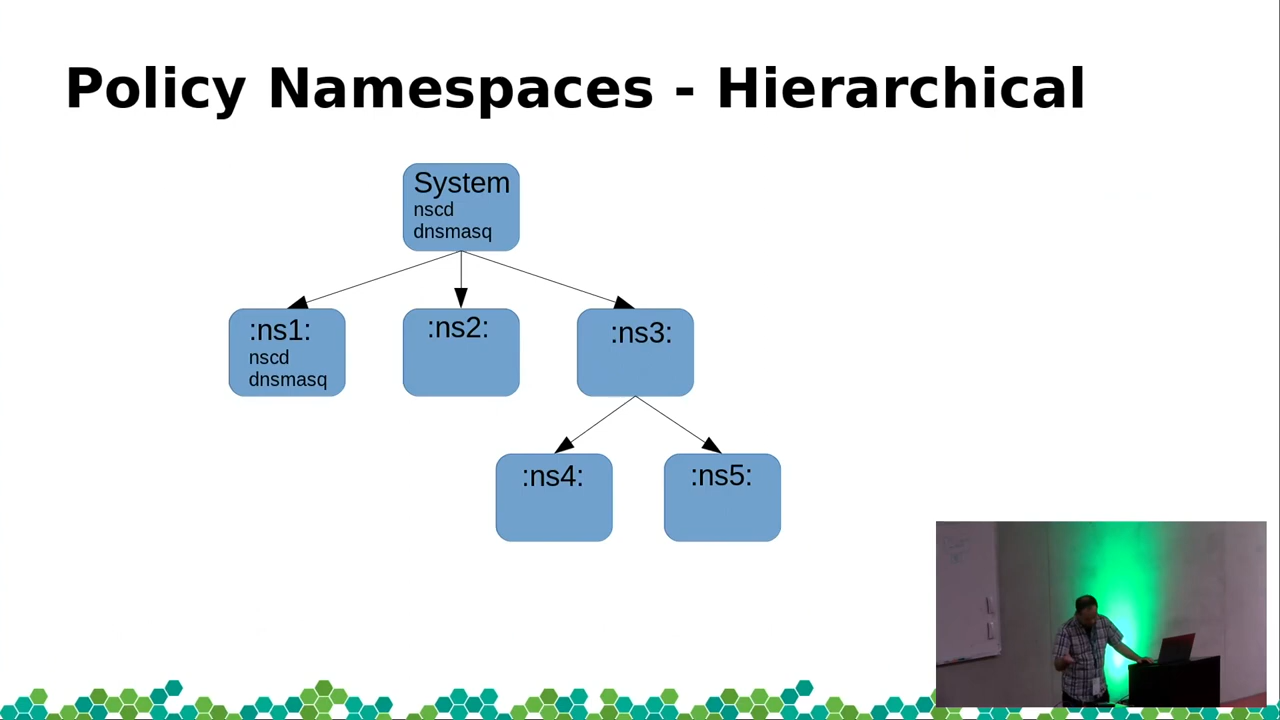 Policy Namespaces - Hierarchical
System
nscd
dnsmasq
:ns1:
nscd
dnsmasq
:ns2:
:ns3:
:ns4:
:ns5: